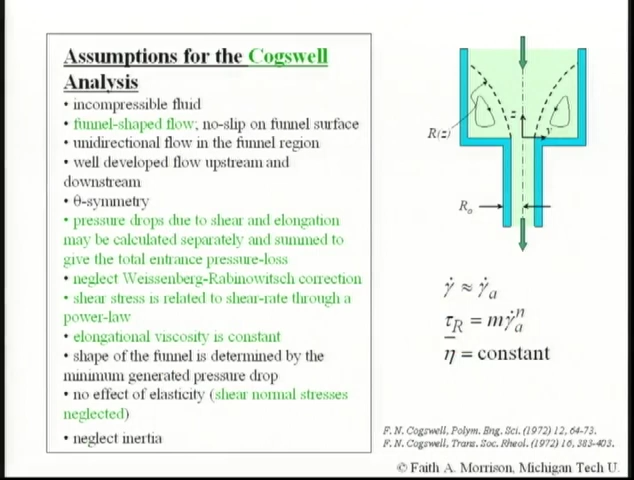 Assumptions for the Cogswell
Analysis
• incompressible fluid
• funnel-shaped flow; no-slip on funnel surface
• unidirectional flow in the funnel region
• well developed flow upstream and
downstream
• θ-symmetry
• pressure drops due to shear and elongation
may be calculated separately and summed to
give the total entrance pressure-loss
• neglect Weissenberg-Rabinowitsch correction
• shear stress is related to shear-rate through a
power-law
• elongational viscosity is constant
• shape of the funnel is determined by the
minimum generated pressure drop
• no effect of elasticity (shear normal stresses
neglected)
• neglect inertia
R(z)
z
r
Rₒ
γ̇ ≈ γ̇ₐ
τ_R = mγ̇ₐⁿ
η̄ = constant
F. N. Cogswell, Polym. Eng. Sci. (1972) 12, 64-73.
F. N. Cogswell, Trans. Soc. Rheol. (1972) 16, 383-403.
© Faith A. Morrison, Michigan Tech U.